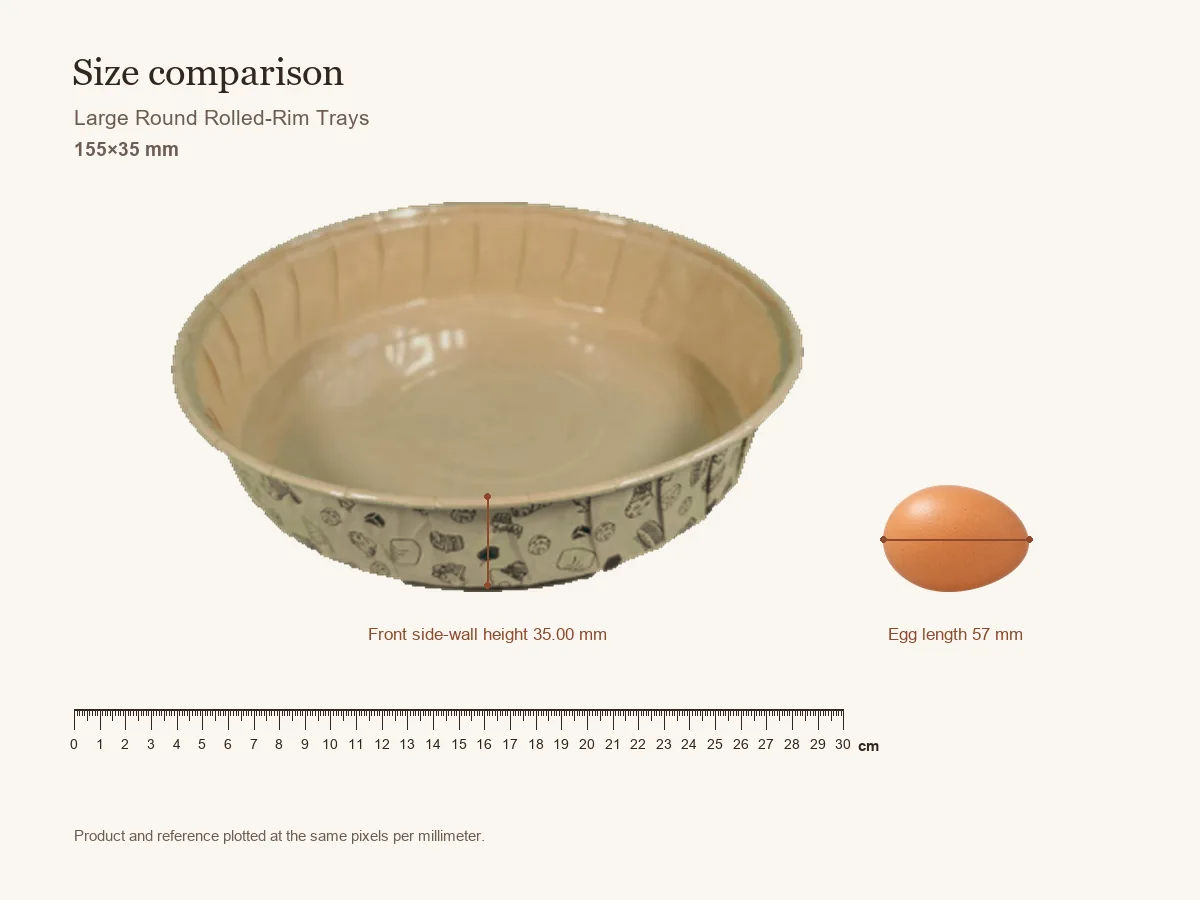 Size comparison
Large Round Rolled-Rim Trays
155×35 mm
Front side-wall height 35.00 mm
Egg length 57 mm
0 1 2 3 4 5 6 7 8 9 10 11 12 13 14 15 16 17 18 19 20 21 22 23 24 25 26 27 28 29 30 cm
Product and reference plotted at the same pixels per millimeter.